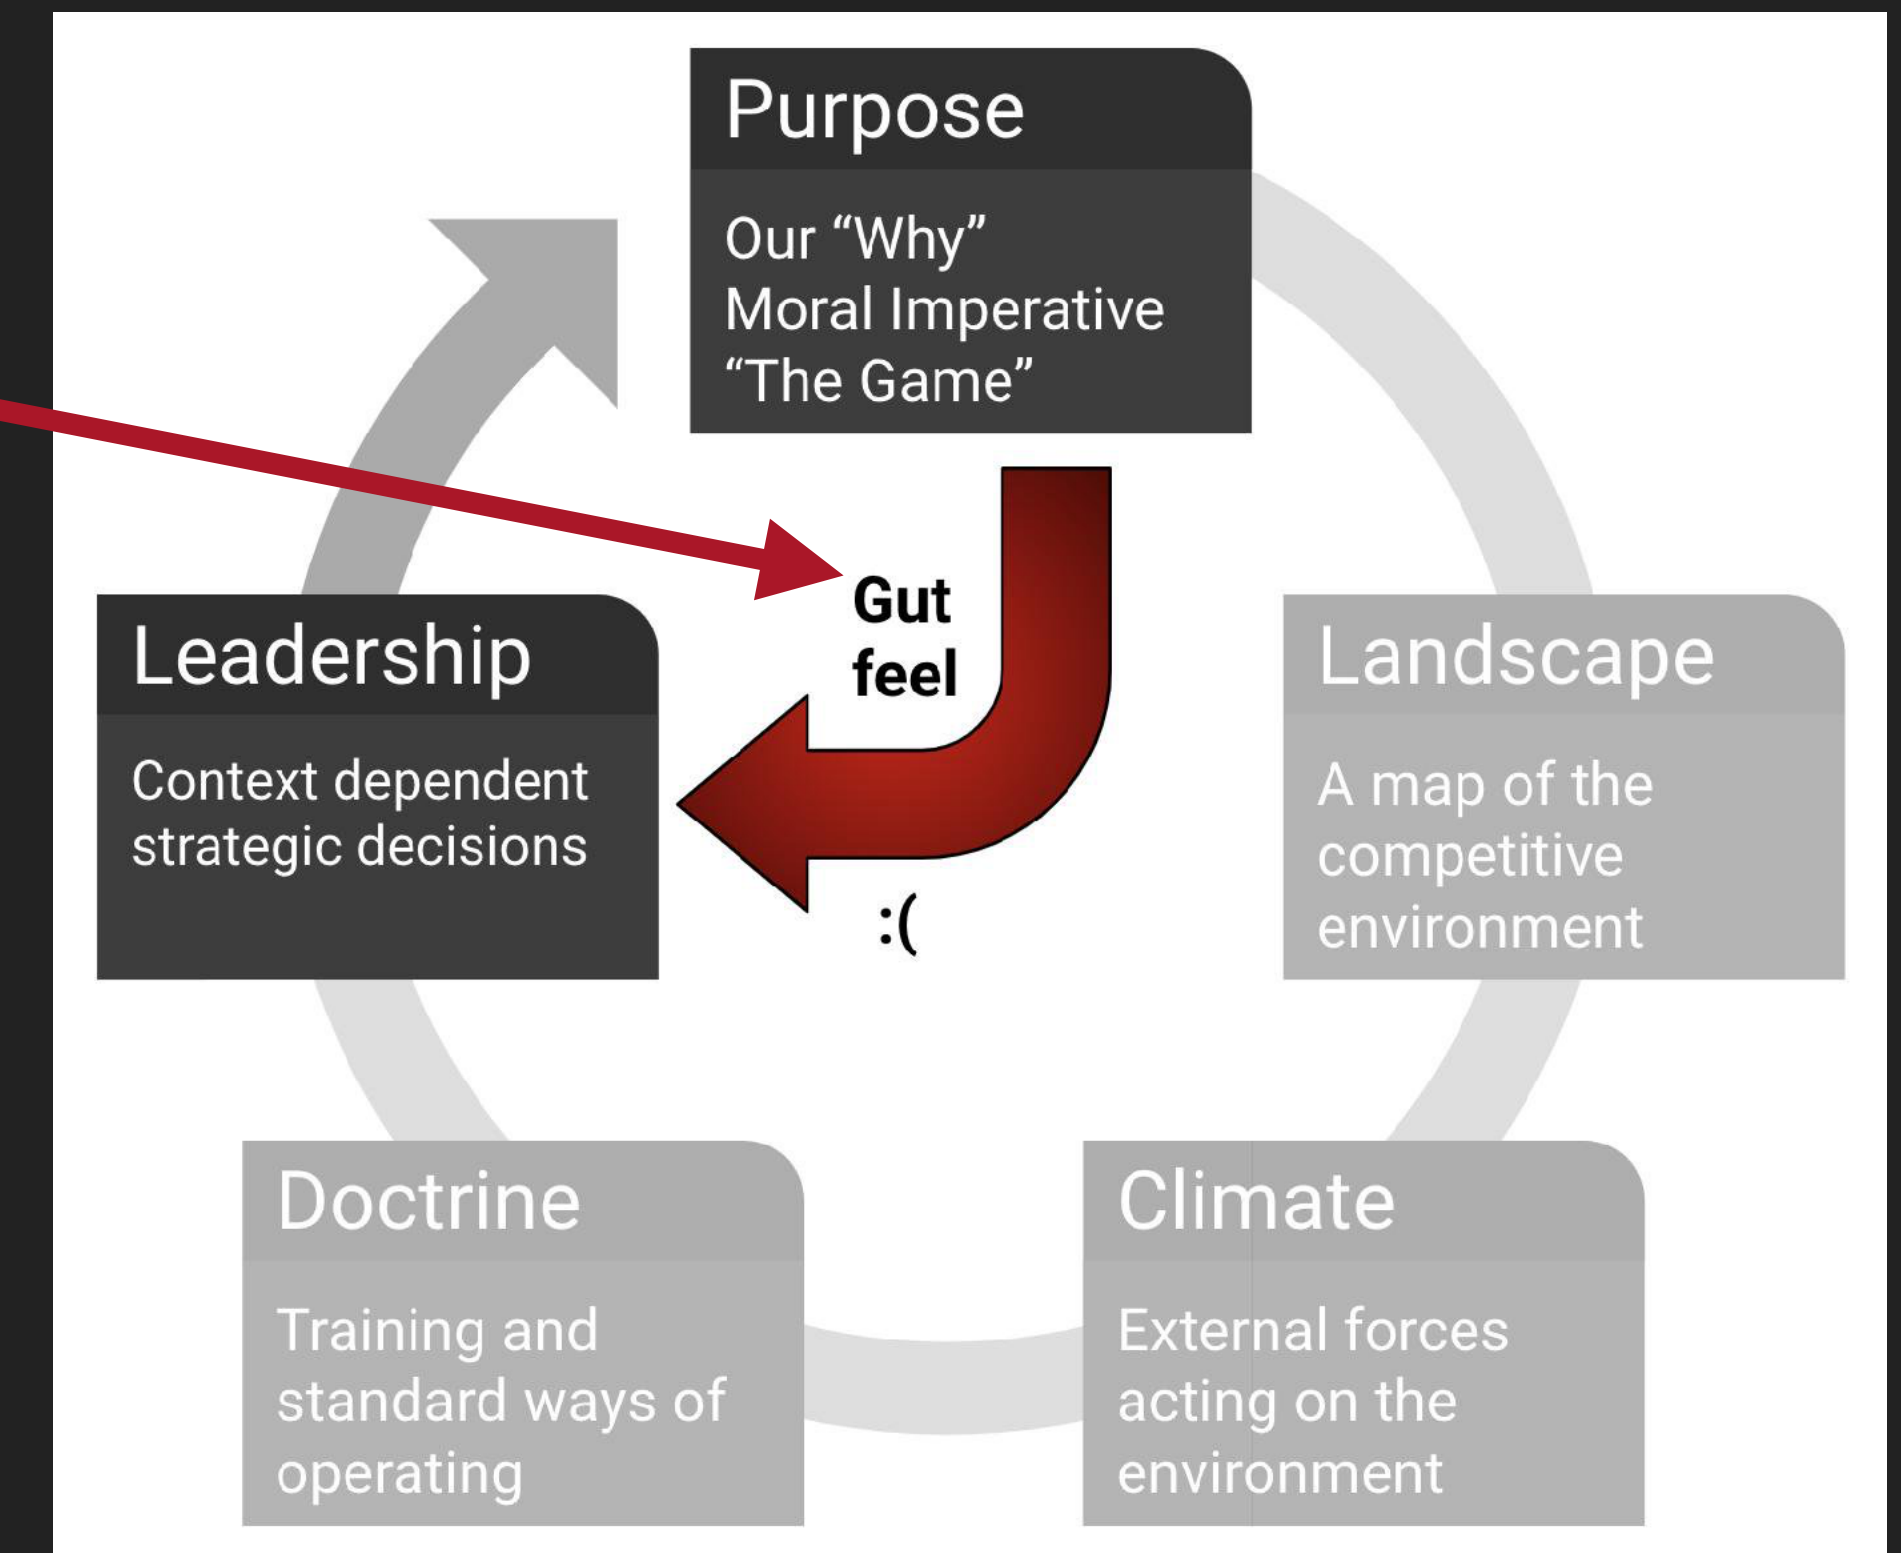 Purpose
Our “Why”
Moral Imperative
“The Game”
Gut
feel
:(
Leadership
Context dependent
strategic decisions
Landscape
A map of the
competitive
environment
Doctrine
Training and
standard ways of
operating
Climate
External forces
acting on the
environment